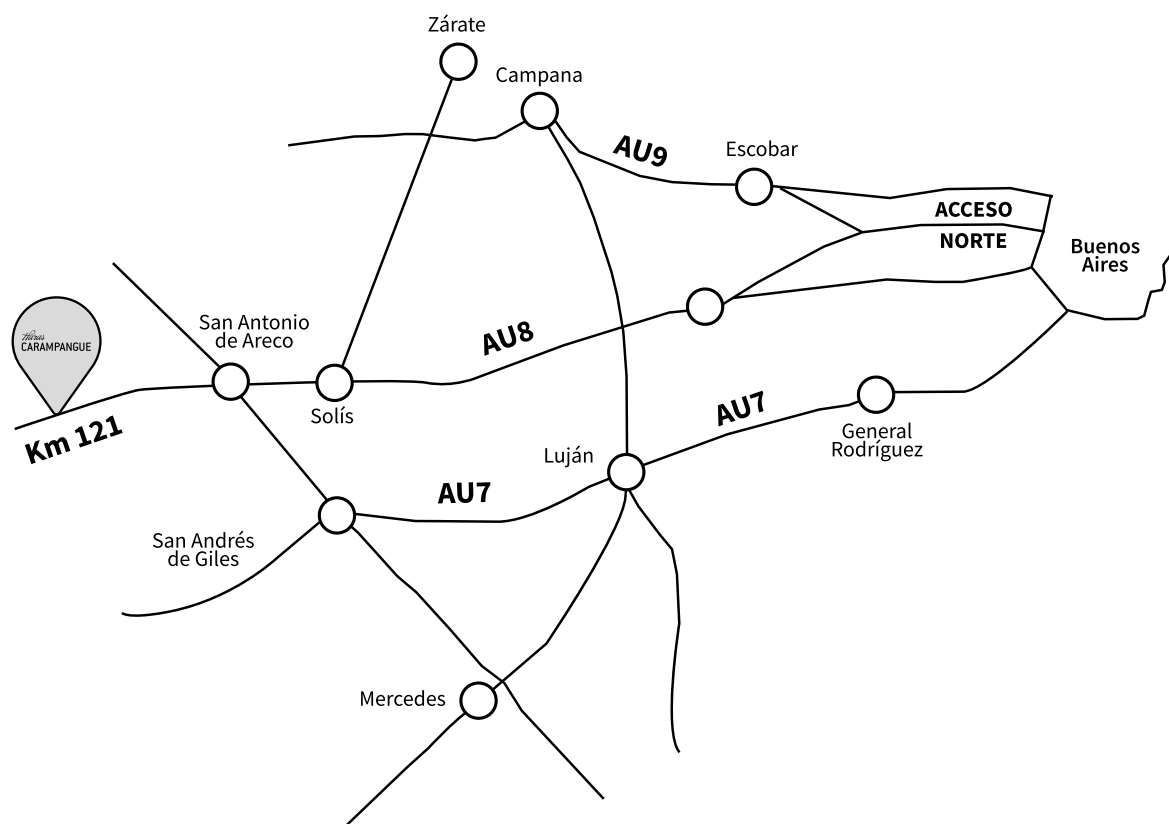 Zárate
Campana
AU9
Escobar
ACCESO
NORTE
Buenos
Aires
San Antonio
de Areco
Haras
CARAMPANGUE
AU8
Solís
Km 121
AU7
General
Rodríguez
Luján
AU7
San Andrés
de Giles
Mercedes